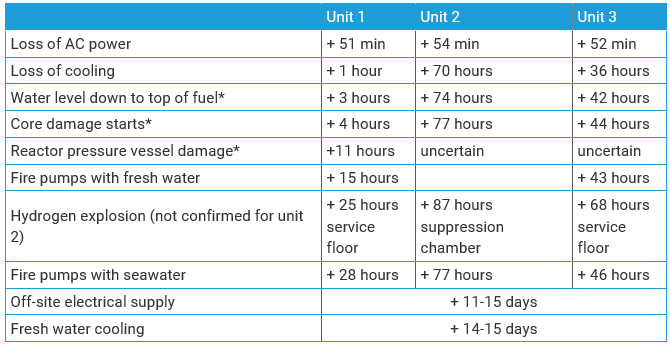 Unit 1 Unit 2 Unit 3
Loss of AC power + 51 min + 54 min + 52 min
Loss of cooling + 1 hour + 70 hours + 36 hours
Water level down to top of fuel* + 3 hours + 74 hours + 42 hours
Core damage starts* + 4 hours + 77 hours + 44 hours
Reactor pressure vessel damage* +11 hours uncertain uncertain
Fire pumps with fresh water + 15 hours + 43 hours
Hydrogen explosion (not confirmed for unit
2)
+ 25 hours
service
floor
+ 87 hours
suppression
chamber
+ 68 hours
service
floor
Fire pumps with seawater + 28 hours + 77 hours + 46 hours
Off-site electrical supply + 11-15 days
Fresh water cooling + 14-15 days